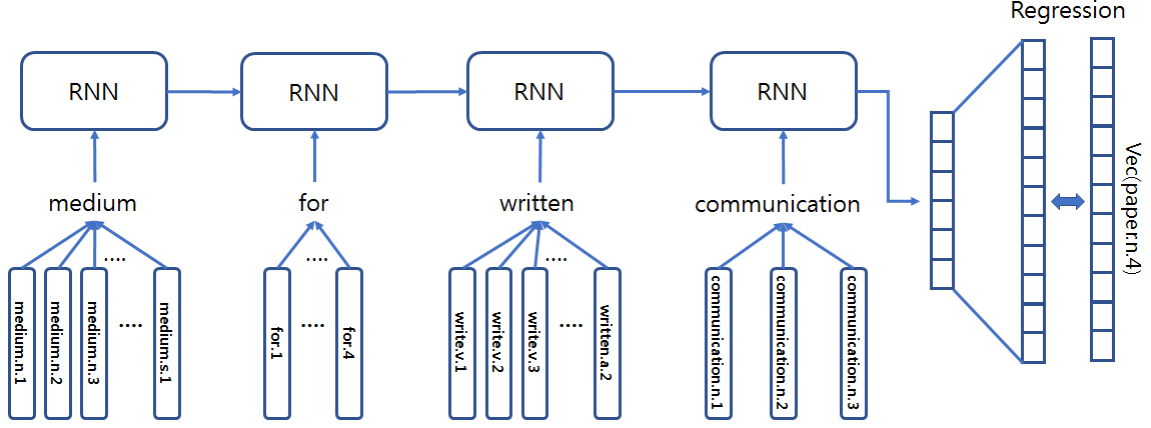 Regression
RNN
RNN
RNN
RNN
medium
for
written
communication
....
....
....
medium.n.1
medium.n.2
medium.n.3
....
medium.s.1
for.1
....
for.4
write.v.1
write.v.2
write.v.3
....
written.a.2
communication.n.1
communication.n.2
communication.n.3
Vec(paper.n.4)